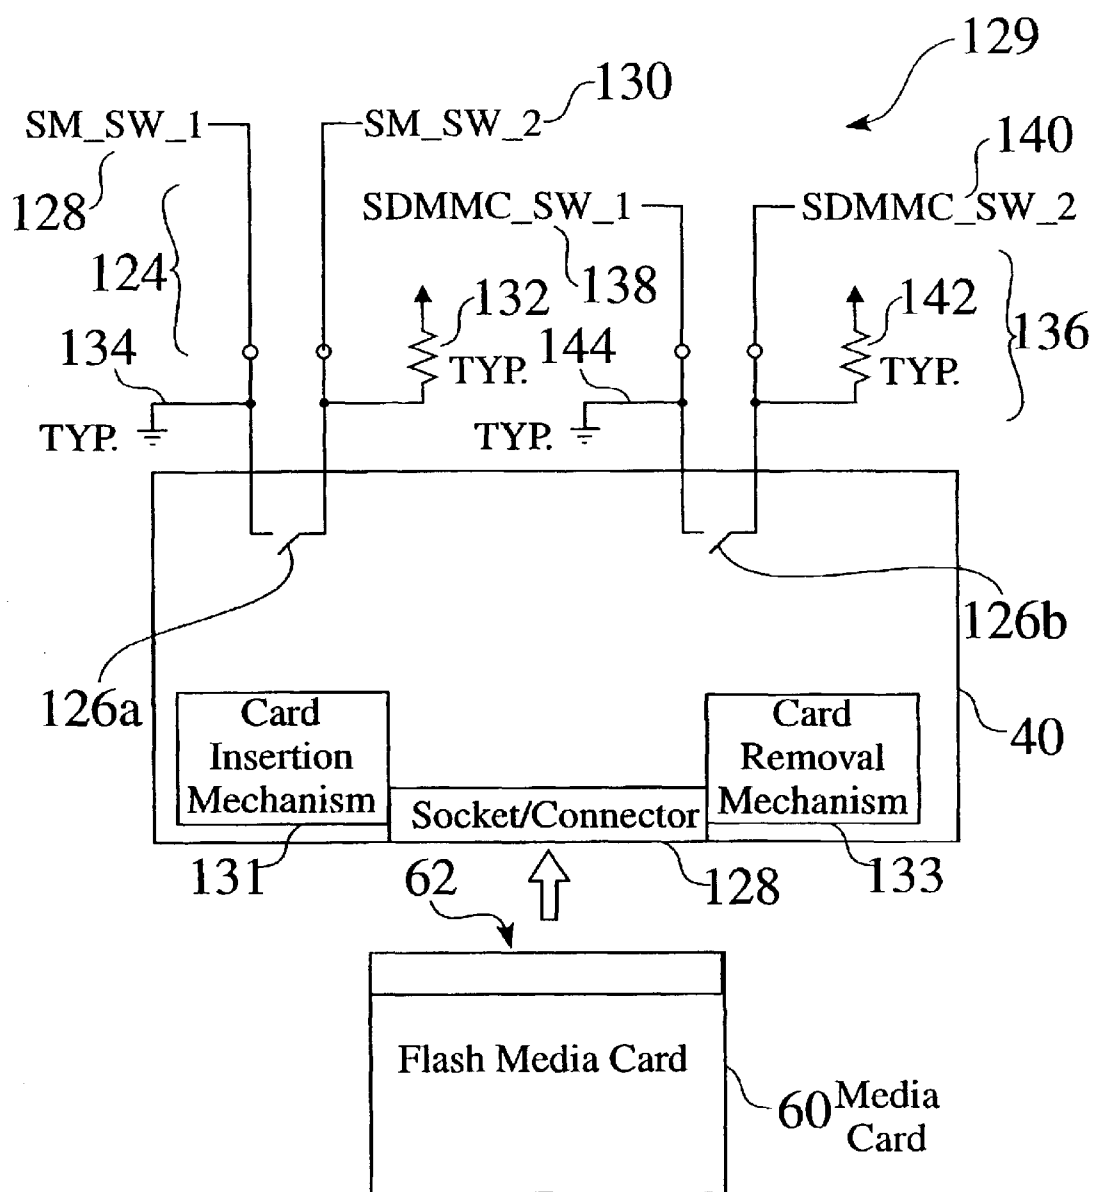 129
130
SM_SW_1
SM_SW_2
140
128
SDMMC_SW_1
SDMMC_SW_2
124
132
138
142
136
134
144
TYP.
TYP.
TYP.
TYP.
126a
126b
Card
Insertion
Mechanism
Card
Removal
Mechanism
40
Socket/Connector
131
62
128
133
Flash Media Card
60
Media
Card